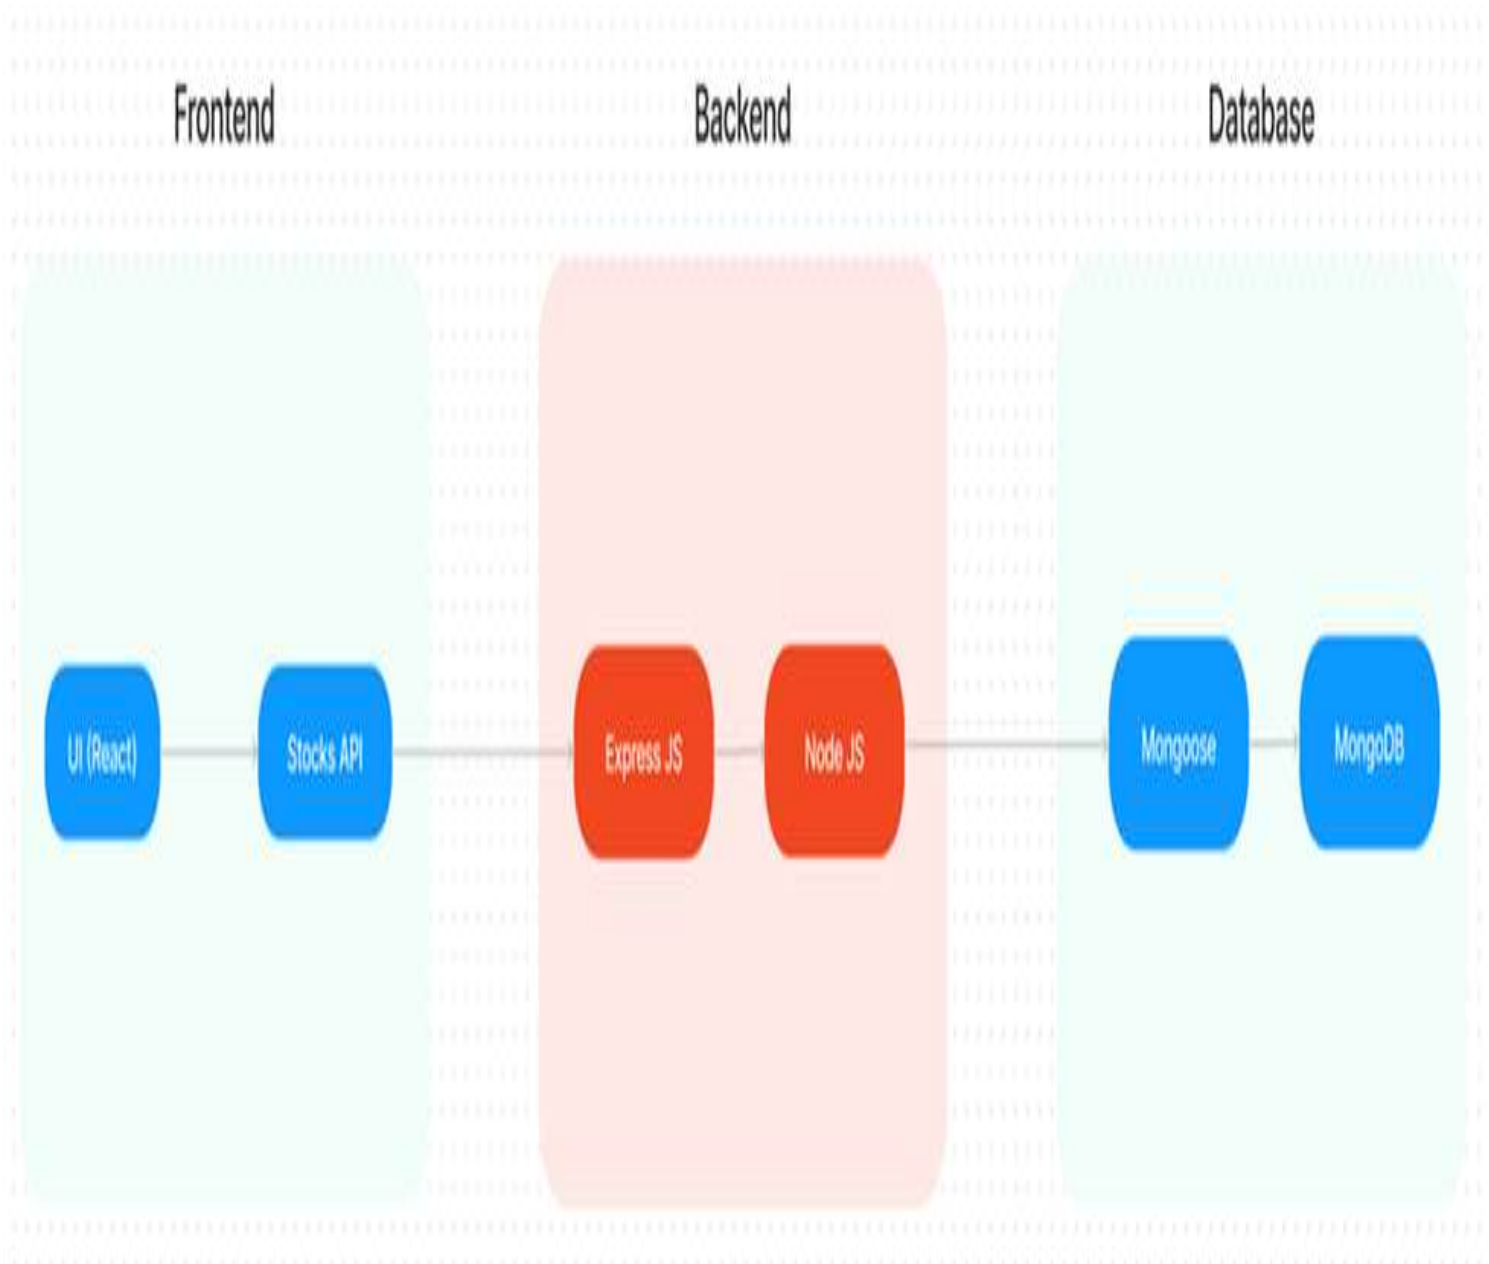 Frontend
Backend
Database
UI (React)
Stocks API
Express JS
Node JS
Mongoose
MongoDB